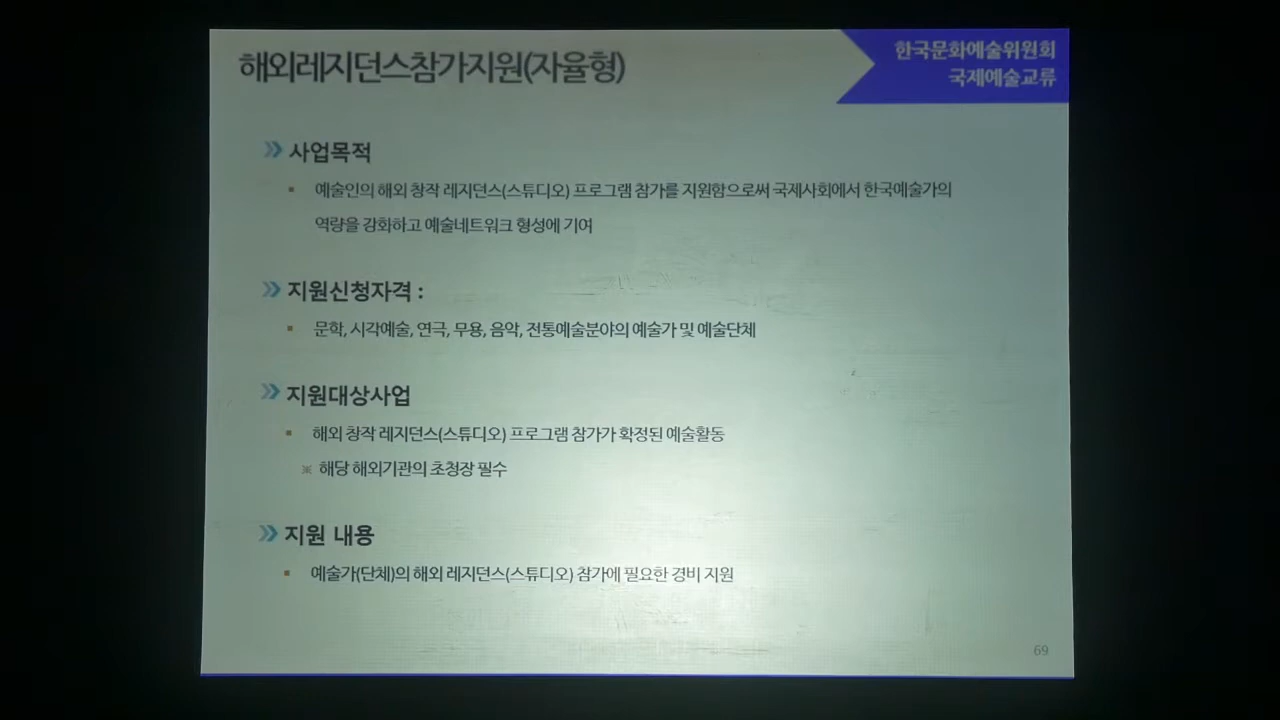 해외레지던스참가지원(자율형)
한국문화예술위원회
국제예술교류
사업목적
예술인의 해외 창작 레지던스(스튜디오) 프로그램 참가를 지원함으로써 국제사회에서 한국예술가의
역량을 강화하고 예술네트워크 형성에 기여
지원신청자격 :
문학, 시각예술, 연극, 무용, 음악, 전통예술분야의 예술가 및 예술단체
지원대상사업
해외 창작 레지던스(스튜디오) 프로그램 참가가 확정된 예술활동
※ 해당 해외기관의 초청장 필수
지원 내용
예술가(단체)의 해외 레지던스(스튜디오) 참가에 필요한 경비 지원
69